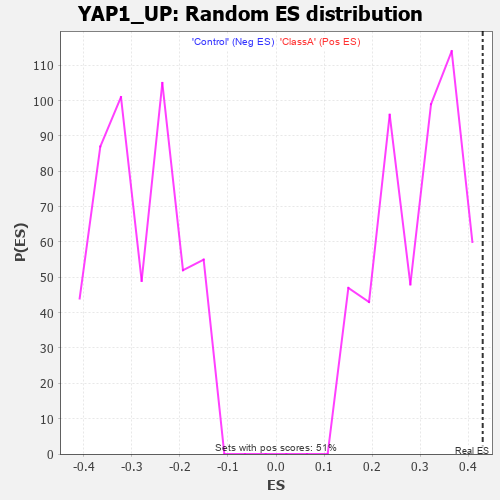 YAP1_UP: Random ES distribution
'Control' (Neg ES) 'ClassA' (Pos ES)
P(ES)
110
100
90
80
70
60
50
40
30
20
10
0
Sets with pos scores: 51%
Real ES
-0.4 -0.3 -0.2 -0.1 0.0 0.1 0.2 0.3 0.4
ES